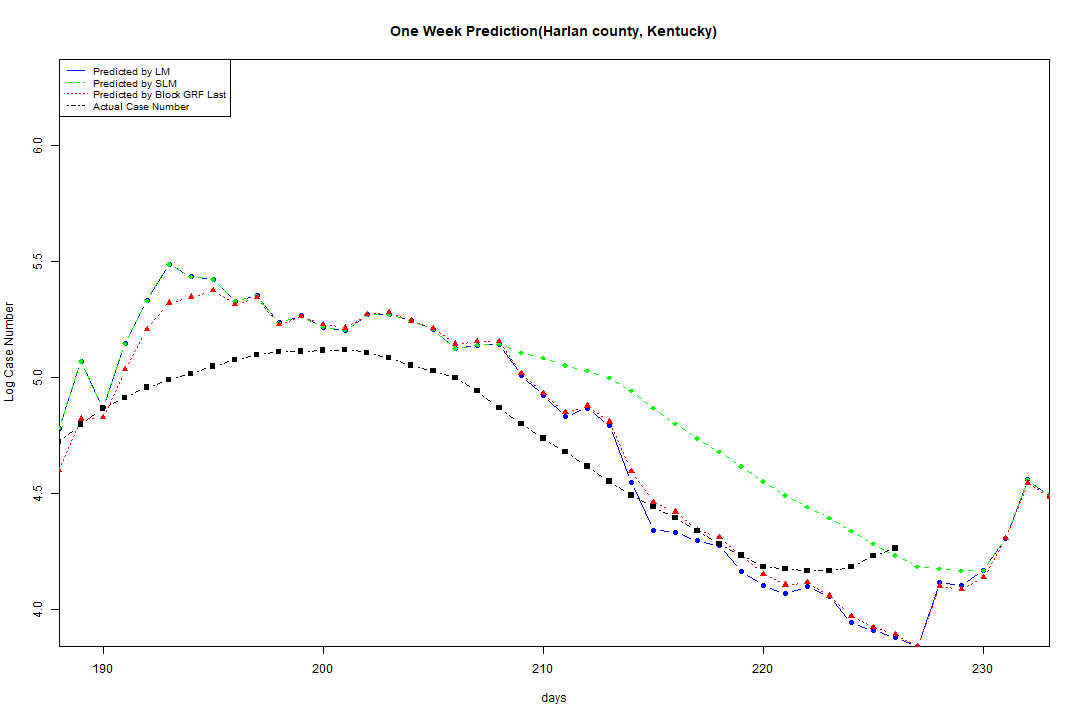 One Week Prediction(Harlan county, Kentucky)
Predicted by LM
Predicted by SLM
Predicted by Block GRF Last
Actual Case Number
6.0
5.5
5.0
4.5
4.0
Log Case Number
190 200 210 220 230
days